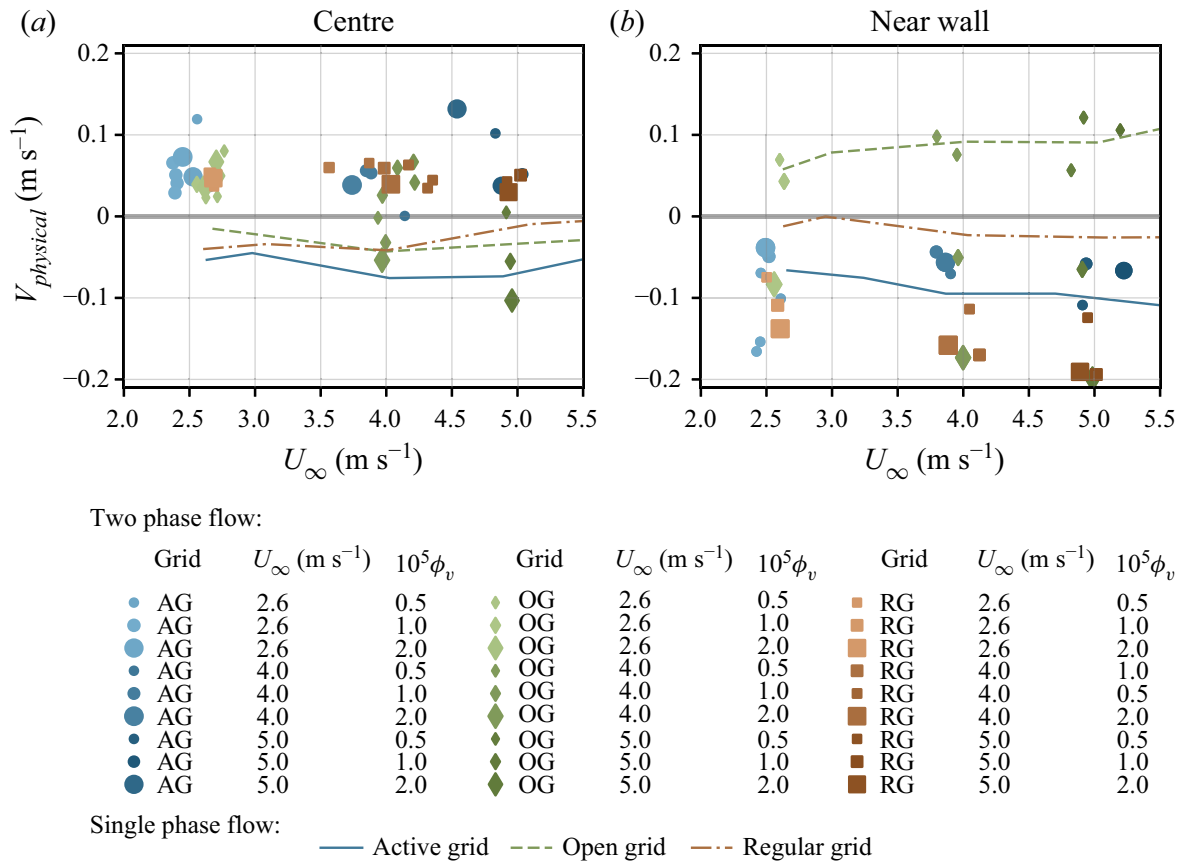 (a) Centre (b) Near wall
0.2 0.2
0.1 0.1
0 0
−0.1 −0.1
−0.2 −0.2
V_physical (m s⁻¹)
2.0 2.5 3.0 3.5 4.0 4.5 5.0 5.5 2.0 2.5 3.0 3.5 4.0 4.5 5.0 5.5
U∞ (m s⁻¹) U∞ (m s⁻¹)
Two phase flow:
Grid U∞ (m s⁻¹) 10⁵ϕᵥ Grid U∞ (m s⁻¹) 10⁵ϕᵥ Grid U∞ (m s⁻¹) 10⁵ϕᵥ
AG 2.6 0.5 OG 2.6 0.5 RG 2.6 0.5
AG 2.6 1.0 OG 2.6 1.0 RG 2.6 1.0
AG 2.6 2.0 OG 2.6 2.0 RG 2.6 2.0
AG 4.0 0.5 OG 4.0 0.5 RG 4.0 1.0
AG 4.0 1.0 OG 4.0 1.0 RG 4.0 0.5
AG 4.0 2.0 OG 4.0 2.0 RG 4.0 2.0
AG 5.0 0.5 OG 5.0 0.5 RG 5.0 0.5
AG 5.0 1.0 OG 5.0 1.0 RG 5.0 1.0
AG 5.0 2.0 OG 5.0 2.0 RG 5.0 2.0
Single phase flow:
Active grid Open grid Regular grid